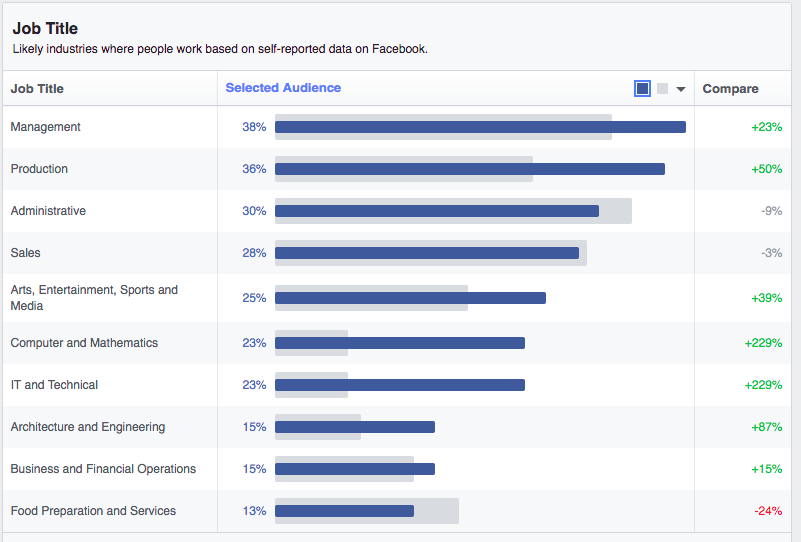 Job Title
Likely industries where people work based on self-reported data on Facebook.
Job Title Selected Audience Compare
Management 38% +23%
Production 36% +50%
Administrative 30% -9%
Sales 28% -3%
Arts, Entertainment, Sports and
Media 25% +39%
Computer and Mathematics 23% +229%
IT and Technical 23% +229%
Architecture and Engineering 15% +87%
Business and Financial Operations 15% +15%
Food Preparation and Services 13% -24%